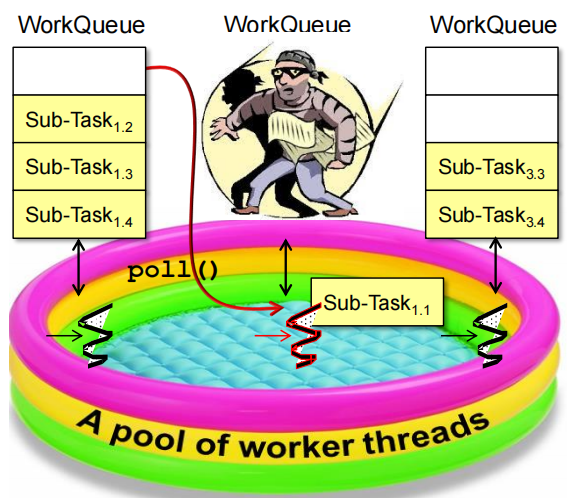 WorkQueue WorkQueue WorkQueue
Sub-Task1.2
Sub-Task1.3 Sub-Task3.3
Sub-Task1.4 Sub-Task3.4
poll()
Sub-Task1.1
A pool of worker threads